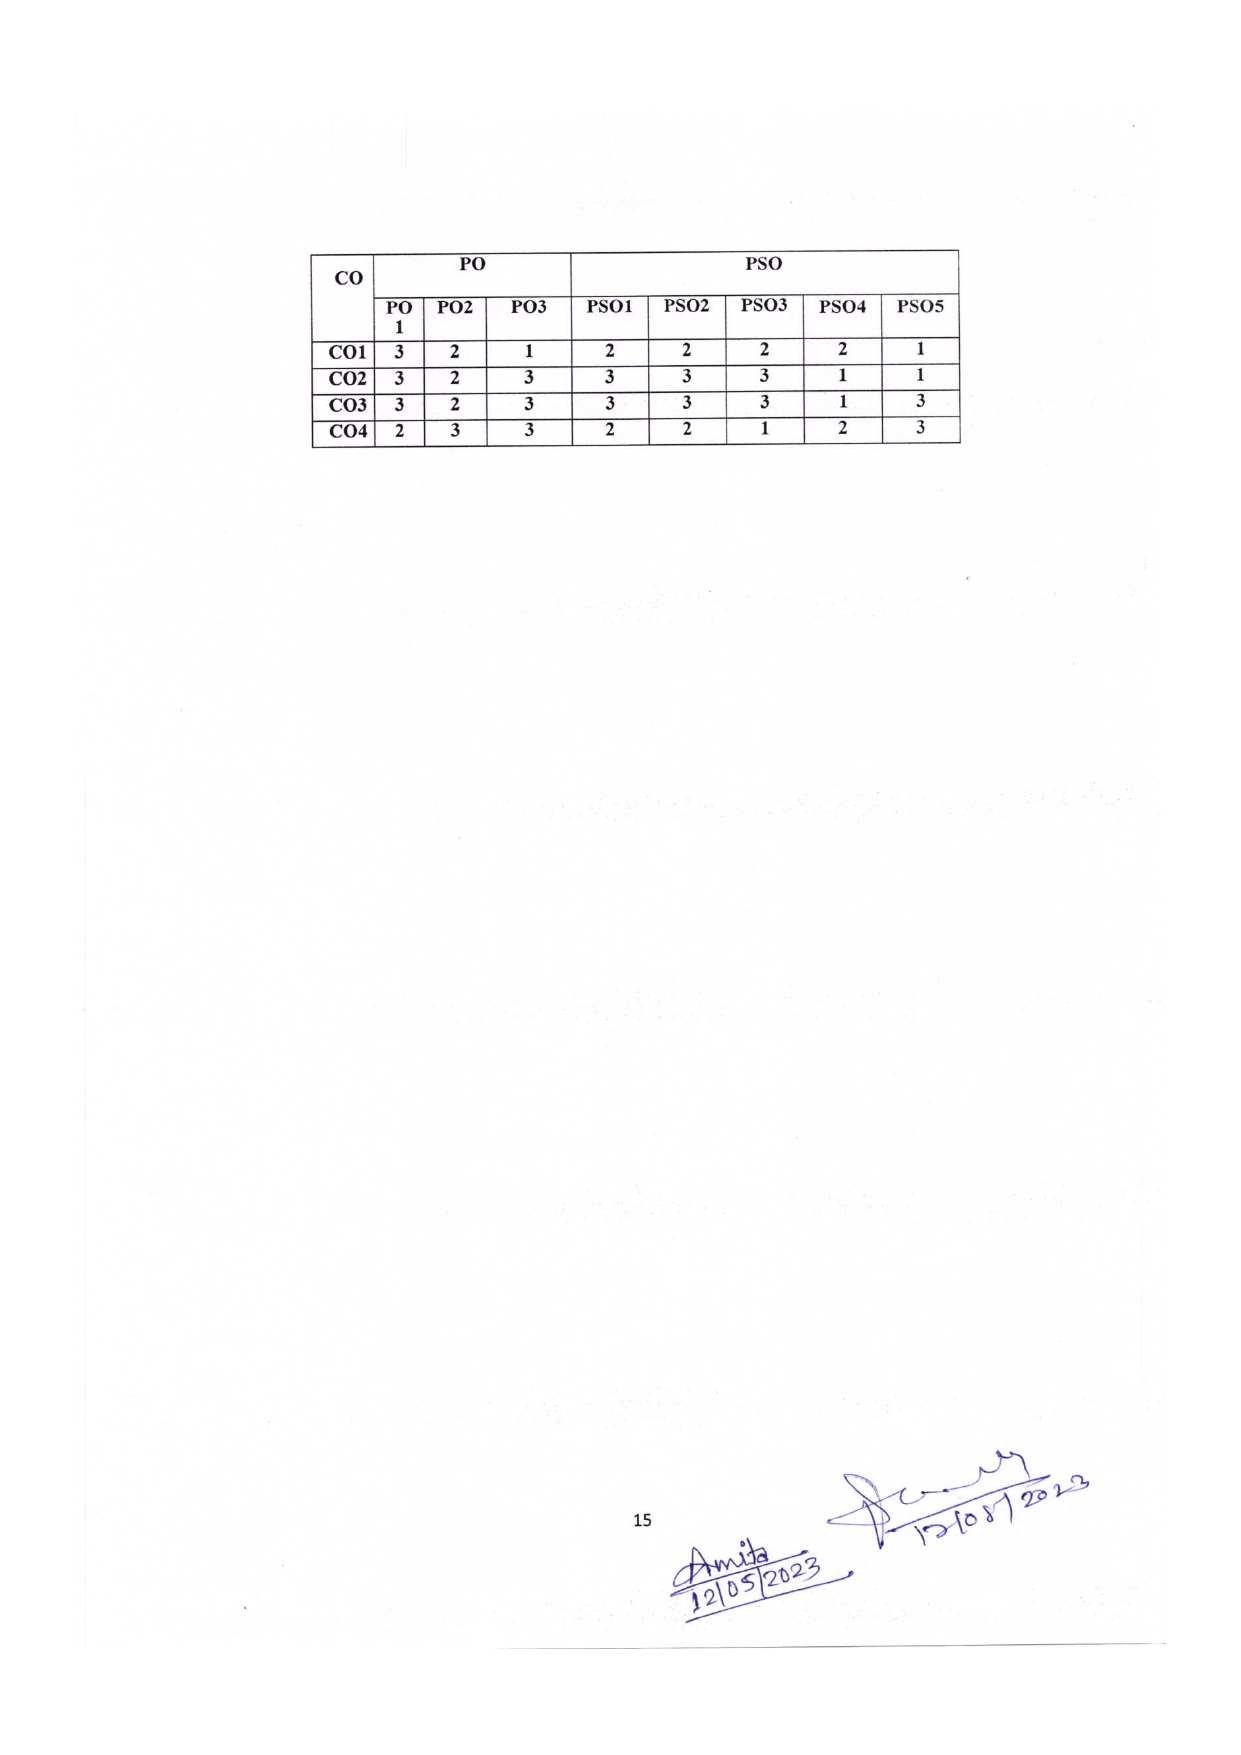 CO PO PSO
PO 1 PO2 PO3 PSO1 PSO2 PSO3 PSO4 PSO5
CO1 3 2 1 2 2 2 2 1
CO2 3 2 3 3 3 3 1 1
CO3 3 2 3 3 3 3 1 3
CO4 2 3 3 2 2 1 2 3
12/05/2023
15
Amita
12/05/2023